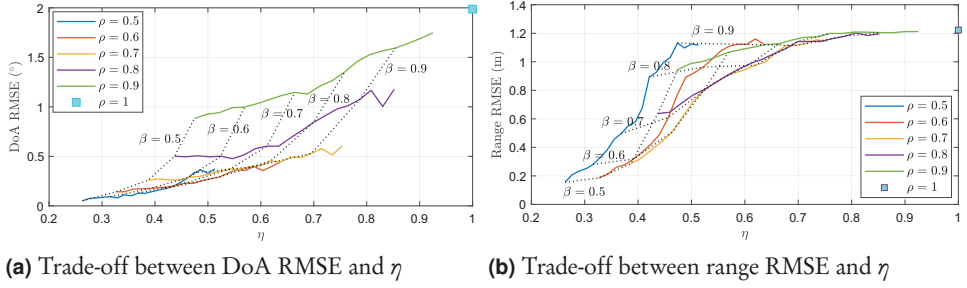 ρ = 0.5
ρ = 0.6
ρ = 0.7
ρ = 0.8
ρ = 0.9
ρ = 1
β = 0.5
β = 0.6
β = 0.7
β = 0.8
β = 0.9
DoA RMSE (°)
2
1.5
1
0.5
0
0.2 0.3 0.4 0.5 0.6 0.7 0.8 0.9 1
η
(a) Trade-off between DoA RMSE and η
Range RMSE (m)
1.4
1.2
1
0.8
0.6
0.4
0.2
0
β = 0.9
β = 0.8
β = 0.7
β = 0.6
β = 0.5
ρ = 0.5
ρ = 0.6
ρ = 0.7
ρ = 0.8
ρ = 0.9
ρ = 1
0.2 0.3 0.4 0.5 0.6 0.7 0.8 0.9 1
η
(b) Trade-off between range RMSE and η